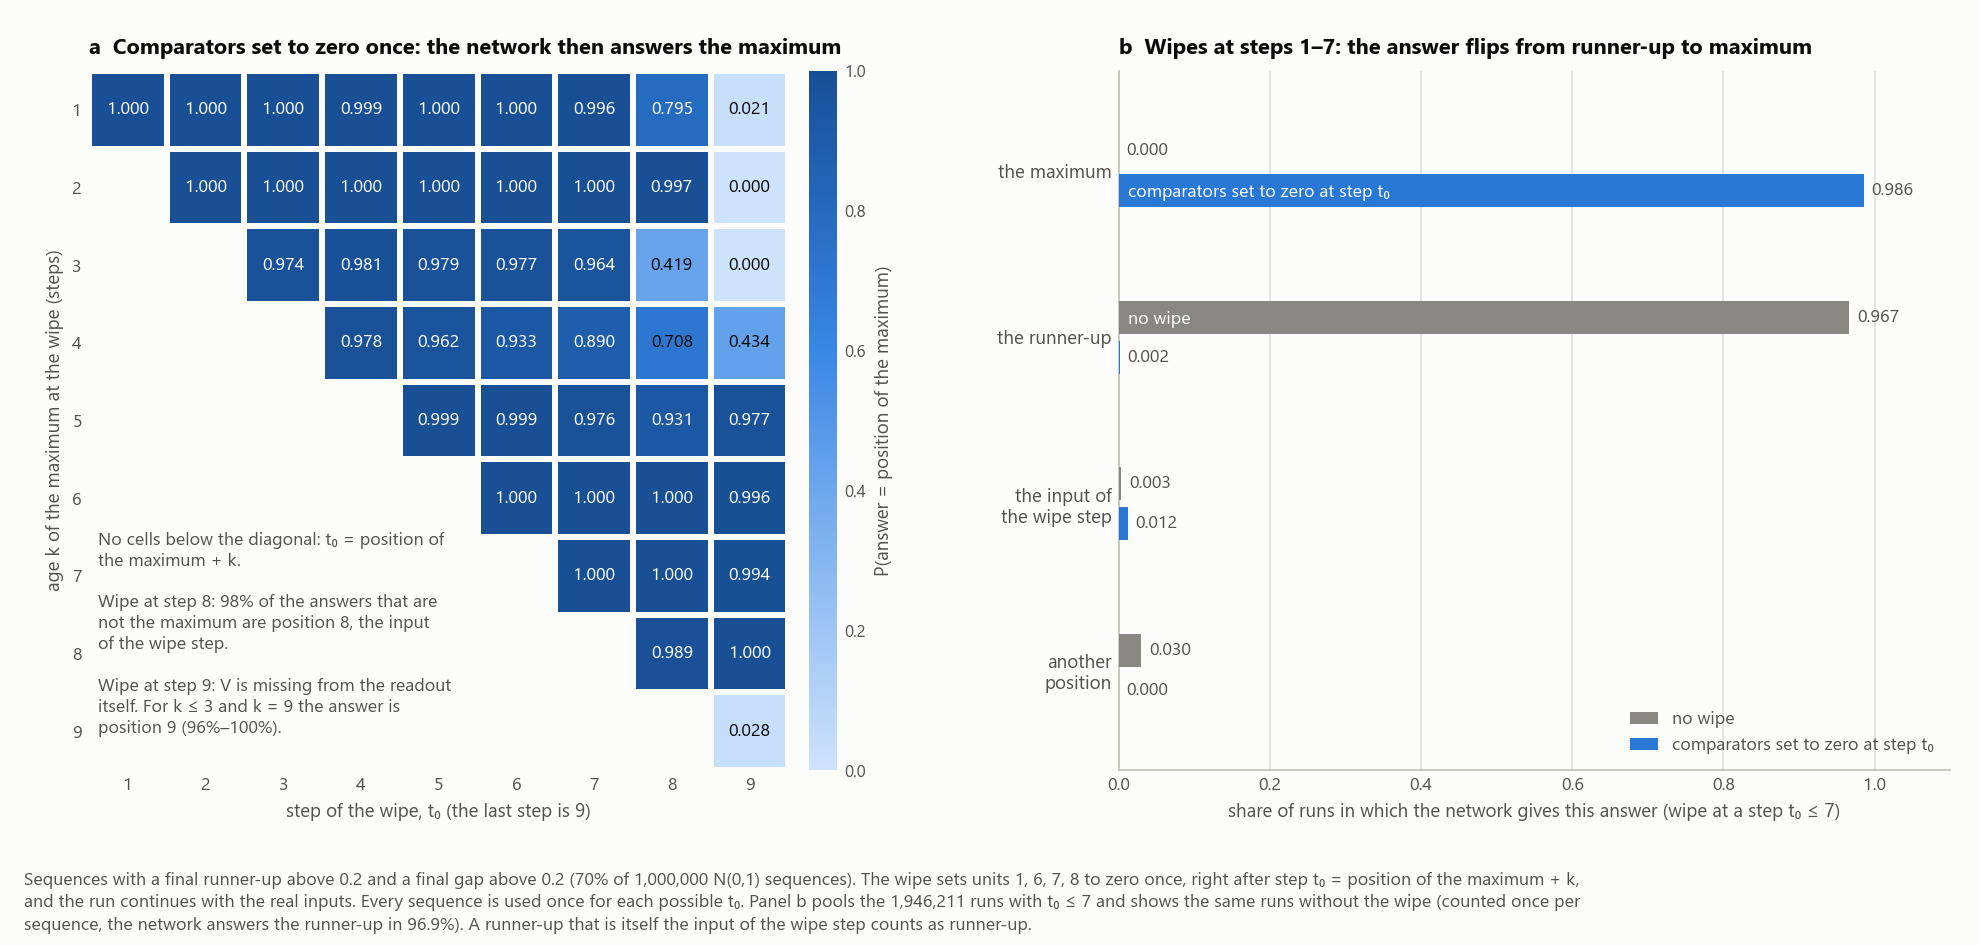 a Comparators set to zero once: the network then answers the maximum
1 1.000 1.000 1.000 0.999 1.000 1.000 0.996 0.795 0.021
2 1.000 1.000 1.000 1.000 1.000 1.000 0.997 0.000
3 0.974 0.981 0.979 0.977 0.964 0.419 0.000
4 0.978 0.962 0.933 0.890 0.708 0.434
5 0.999 0.999 0.976 0.931 0.977
6 1.000 1.000 1.000 0.996
7 1.000 1.000 0.994
8 0.989 1.000
9 0.028
1 2 3 4 5 6 7 8 9
age k of the maximum at the wipe (steps)
No cells below the diagonal: t₀ = position of
the maximum + k.
Wipe at step 8: 98% of the answers that are
not the maximum are position 8, the input
of the wipe step.
Wipe at step 9: V is missing from the readout
itself. For k ≤ 3 and k = 9 the answer is
position 9 (96%–100%).
step of the wipe, t₀ (the last step is 9)
1.0
0.8
0.6
0.4
0.2
0.0
P(answer = position of the maximum)
b Wipes at steps 1–7: the answer flips from runner-up to maximum
the maximum
0.000
comparators set to zero at step t₀ 0.986
the runner-up
no wipe 0.967
0.002
the input of
the wipe step
0.003
0.012
another
position
0.030
0.000
no wipe
comparators set to zero at step t₀
0.0 0.2 0.4 0.6 0.8 1.0
share of runs in which the network gives this answer (wipe at a step t₀ ≤ 7)
Sequences with a final runner-up above 0.2 and a final gap above 0.2 (70% of 1,000,000 N(0,1) sequences). The wipe sets units 1, 6, 7, 8 to zero once, right after step t₀ = position of the maximum + k,
and the run continues with the real inputs. Every sequence is used once for each possible t₀. Panel b pools the 1,946,211 runs with t₀ ≤ 7 and shows the same runs without the wipe (counted once per
sequence, the network answers the runner-up in 96.9%). A runner-up that is itself the input of the wipe step counts as runner-up.